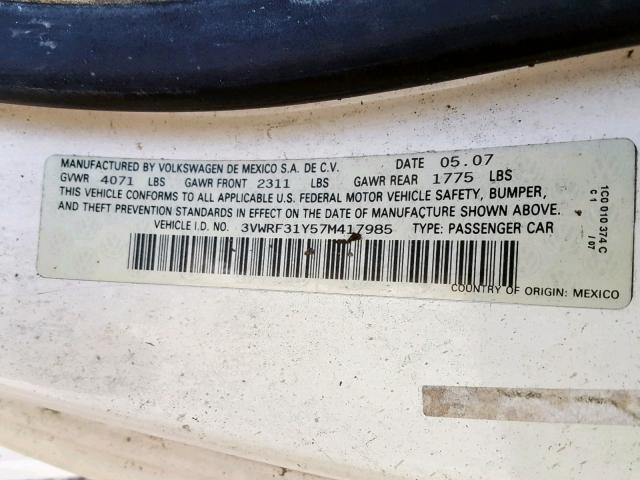 MANUFACTURED BY VOLKSWAGEN DE MEXICO S.A. DE C.V. DATE 05.07
GVWR 4071 LBS GAWR FRONT 2311 LBS GAWR REAR 1775 LBS
THIS VEHICLE CONFORMS TO ALL APPLICABLE U.S. FEDERAL MOTOR VEHICLE SAFETY, BUMPER,
AND THEFT PREVENTION STANDARDS IN EFFECT ON THE DATE OF MANUFACTURE SHOWN ABOVE.
VEHICLE I.D. NO. 3VWRF31Y57M417985 TYPE: PASSENGER CAR
COUNTRY OF ORIGIN: MEXICO
1C0 010 374 C
C1 / 07